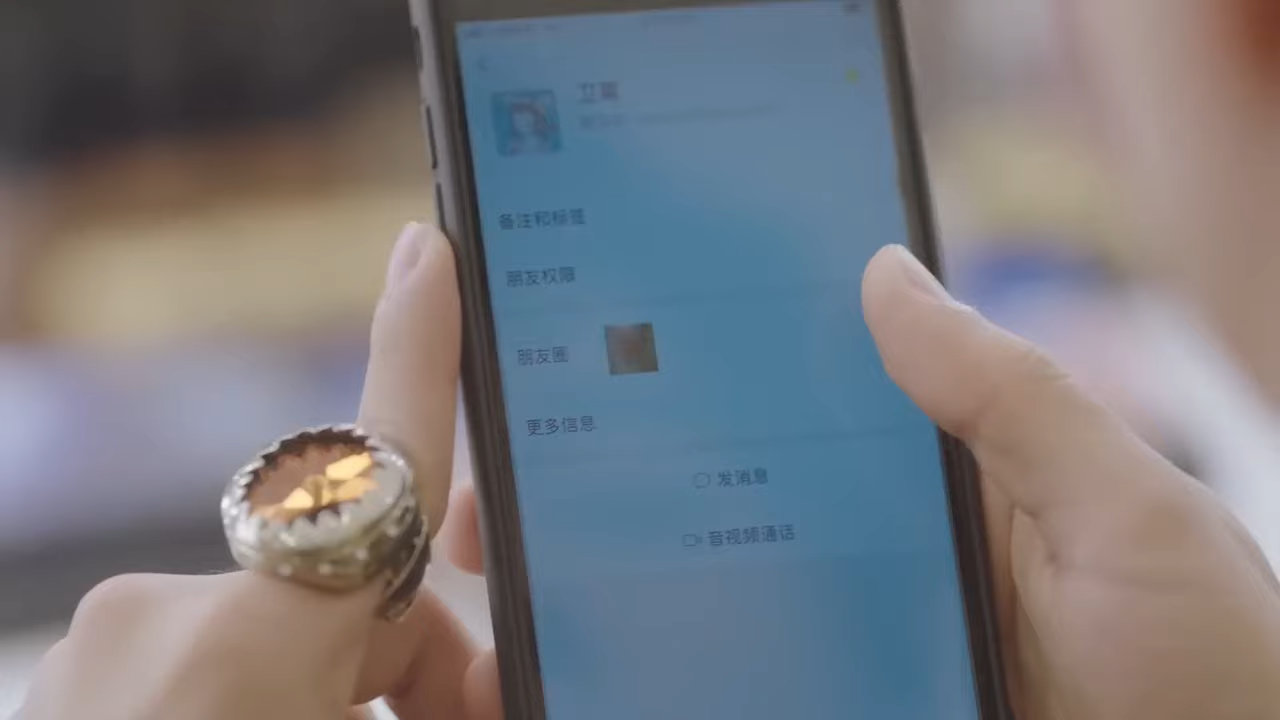 备注和标签
朋友权限
朋友圈
更多信息
发消息
音视频通话